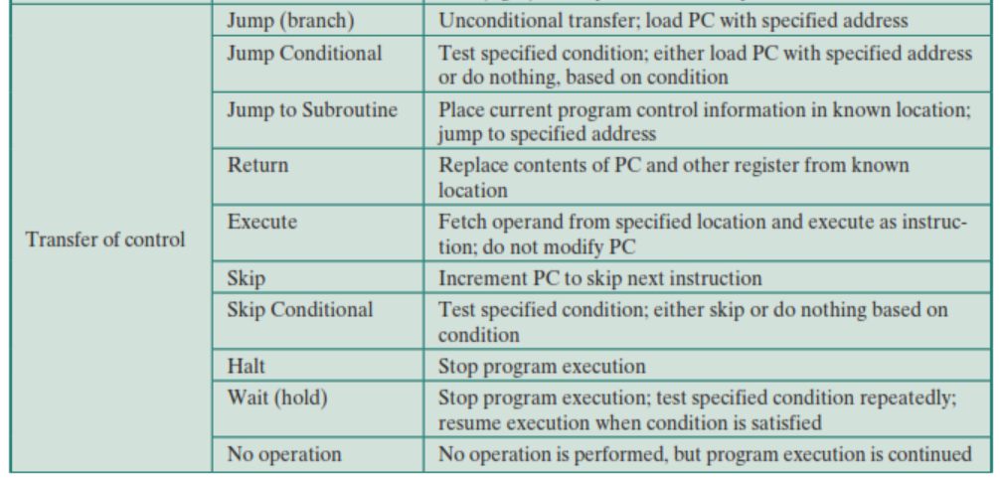 Jump (branch) Unconditional transfer; load PC with specified address
Jump Conditional Test specified condition; either load PC with specified address
or do nothing, based on condition
Jump to Subroutine Place current program control information in known location;
jump to specified address
Return Replace contents of PC and other register from known
location
Transfer of control
Execute Fetch operand from specified location and execute as instruc-
tion; do not modify PC
Skip Increment PC to skip next instruction
Skip Conditional Test specified condition; either skip or do nothing based on
condition
Halt Stop program execution
Wait (hold) Stop program execution; test specified condition repeatedly;
resume execution when condition is satisfied
No operation No operation is performed, but program execution is continued